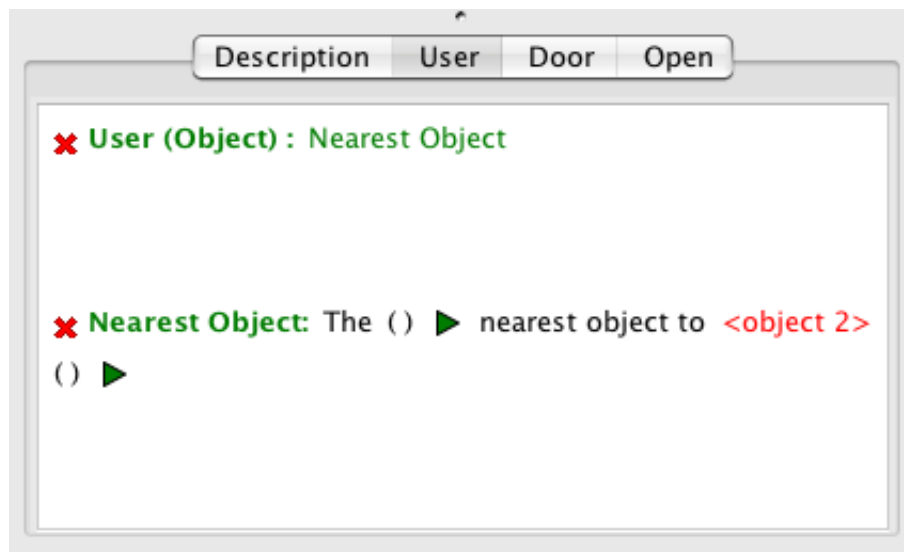 Description User Door Open
User (Object) : Nearest Object
Nearest Object: The () nearest object to <object 2>
()